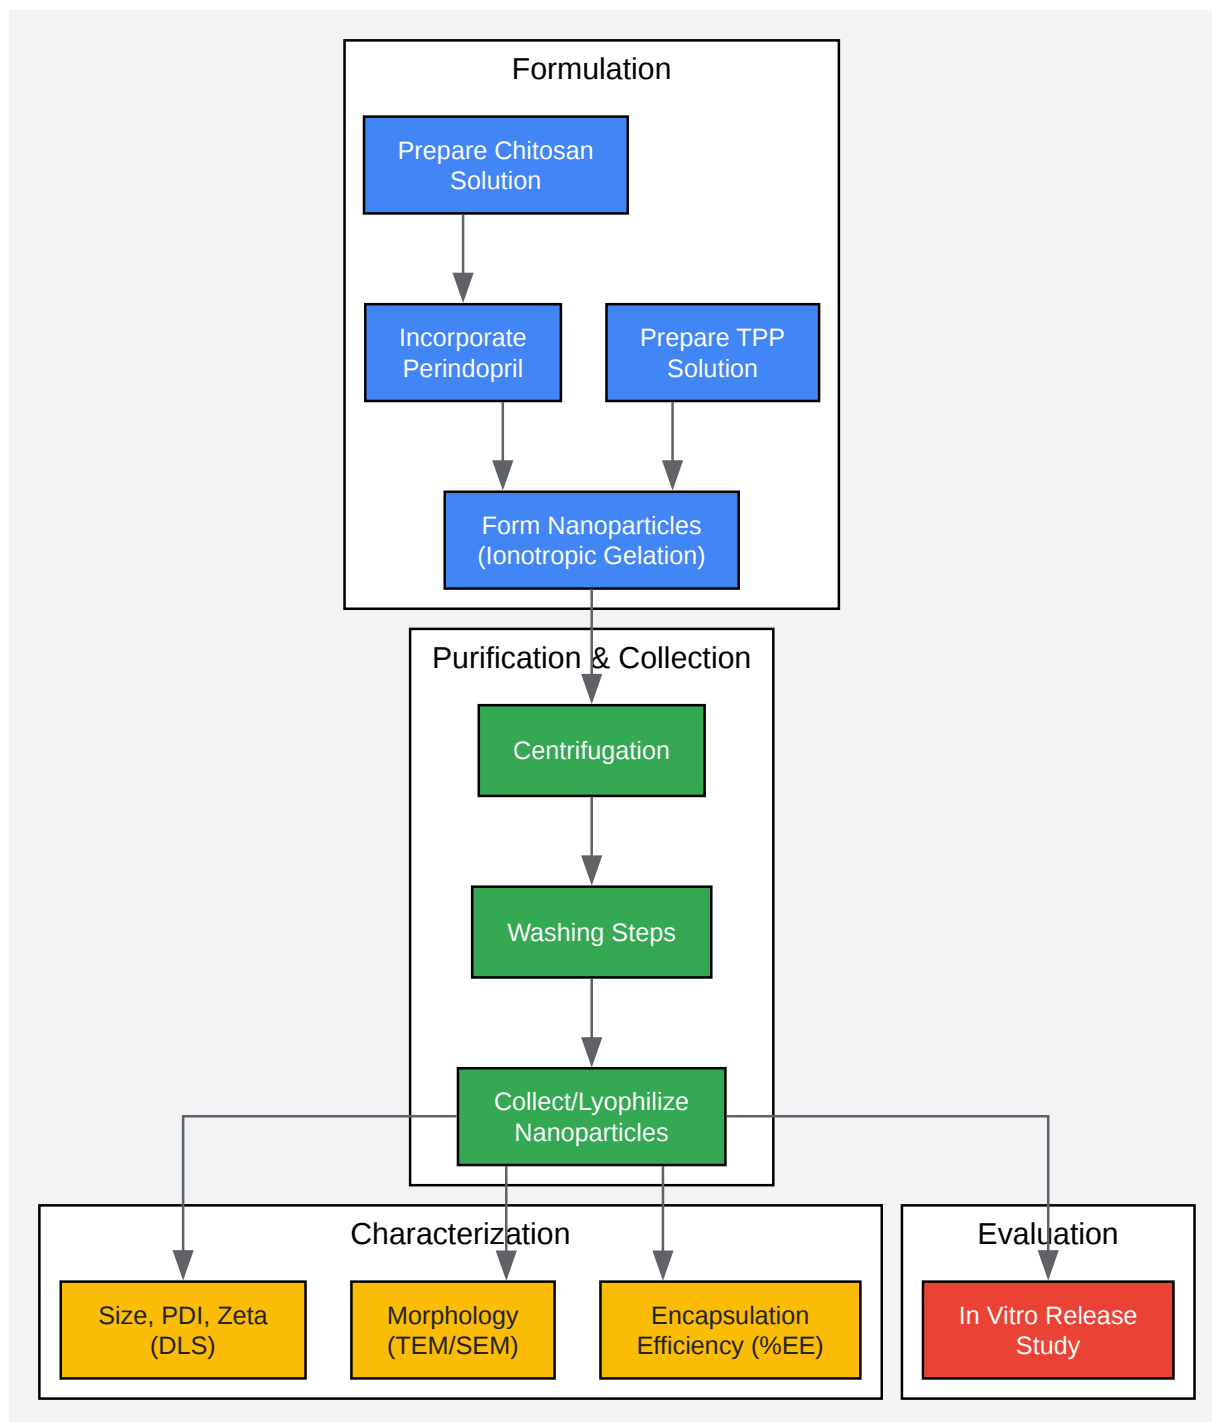 Formulation
Prepare Chitosan
Solution
Incorporate
Perindopril
Prepare TPP
Solution
Form Nanoparticles
(Ionotropic Gelation)
Purification & Collection
Centrifugation
Washing Steps
Collect/Lyophilize
Nanoparticles
Characterization
Size, PDI, Zeta
(DLS)
Morphology
(TEM/SEM)
Encapsulation
Efficiency (%EE)
Evaluation
In Vitro Release
Study